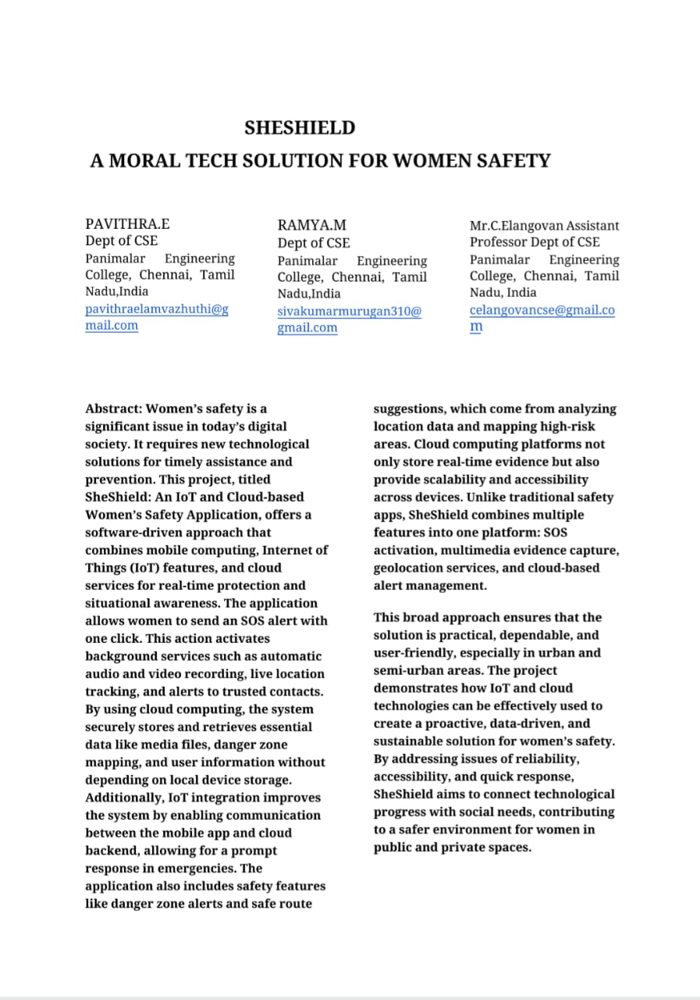 SHESHIELD
A MORAL TECH SOLUTION FOR WOMEN SAFETY
PAVITHRA.E
Dept of CSE
Panimalar Engineering
College, Chennai, Tamil
Nadu,India
pavithraelamvazhuthi@g
mail.com
RAMYA.M
Dept of CSE
Panimalar Engineering
College, Chennai, Tamil
Nadu,India
sivakumarmurugan310@
gmail.com
Mr.C.Elangovan Assistant
Professor Dept of CSE
Panimalar Engineering
College, Chennai, Tamil
Nadu, India
celangovancse@gmail.co
m
Abstract: Women’s safety is a
significant issue in today’s digital
society. It requires new technological
solutions for timely assistance and
prevention. This project, titled
SheShield: An IoT and Cloud-based
Women’s Safety Application, offers a
software-driven approach that
combines mobile computing, Internet of
Things (IoT) features, and cloud
services for real-time protection and
situational awareness. The application
allows women to send an SOS alert with
one click. This action activates
background services such as automatic
audio and video recording, live location
tracking, and alerts to trusted contacts.
By using cloud computing, the system
securely stores and retrieves essential
data like media files, danger zone
mapping, and user information without
depending on local device storage.
Additionally, IoT integration improves
the system by enabling communication
between the mobile app and cloud
backend, allowing for a prompt
response in emergencies. The
application also includes safety features
like danger zone alerts and safe route
suggestions, which come from analyzing
location data and mapping high-risk
areas. Cloud computing platforms not
only store real-time evidence but also
provide scalability and accessibility
across devices. Unlike traditional safety
apps, SheShield combines multiple
features into one platform: SOS
activation, multimedia evidence capture,
geolocation services, and cloud-based
alert management.
This broad approach ensures that the
solution is practical, dependable, and
user-friendly, especially in urban and
semi-urban areas. The project
demonstrates how IoT and cloud
technologies can be effectively used to
create a proactive, data-driven, and
sustainable solution for women’s safety.
By addressing issues of reliability,
accessibility, and quick response,
SheShield aims to connect technological
progress with social needs, contributing
to a safer environment for women in
public and private spaces.